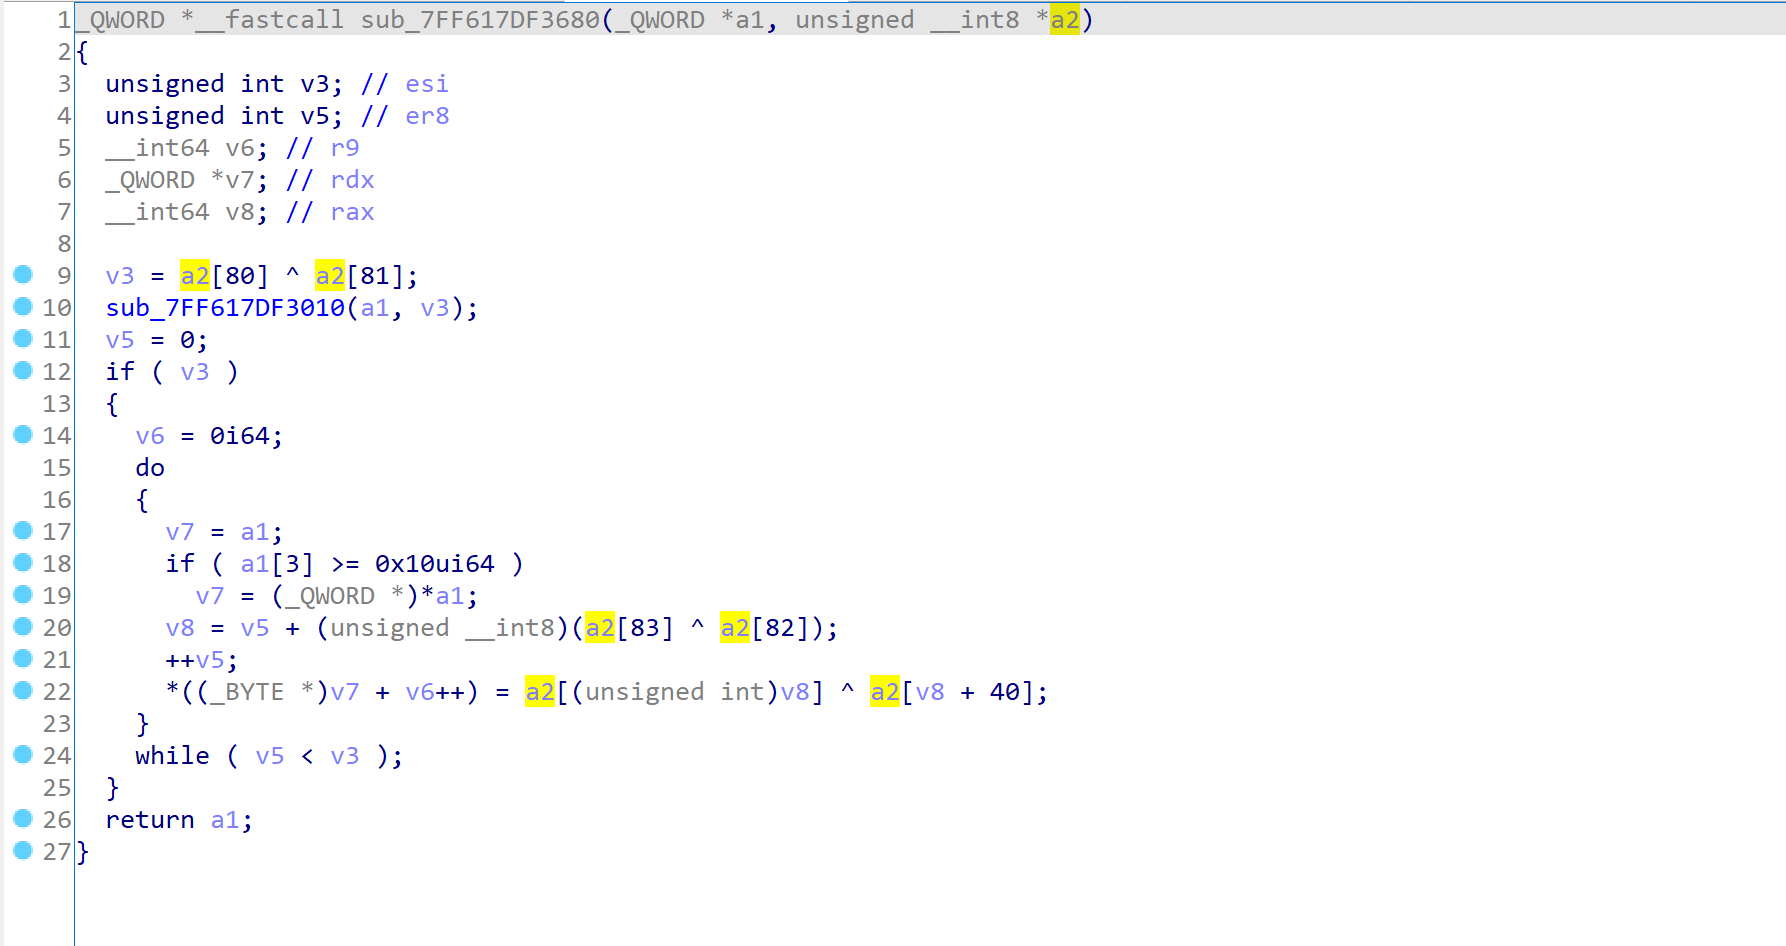 1 _QWORD *__fastcall sub_7FF617DF3680(_QWORD *a1, unsigned __int8 *a2)
2 {
3   unsigned int v3; // esi
4   unsigned int v5; // er8
5   __int64 v6; // r9
6   _QWORD *v7; // rdx
7   __int64 v8; // rax
8
9   v3 = a2[80] ^ a2[81];
10   sub_7FF617DF3010(a1, v3);
11   v5 = 0;
12   if ( v3 )
13   {
14     v6 = 0i64;
15     do
16     {
17       v7 = a1;
18       if ( a1[3] >= 0x10ui64 )
19         v7 = (_QWORD *)*a1;
20       v8 = v5 + (unsigned __int8)(a2[83] ^ a2[82]);
21       ++v5;
22       *((_BYTE *)v7 + v6++) = a2[(unsigned int)v8] ^ a2[v8 + 40];
23     }
24     while ( v5 < v3 );
25   }
26   return a1;
27 }